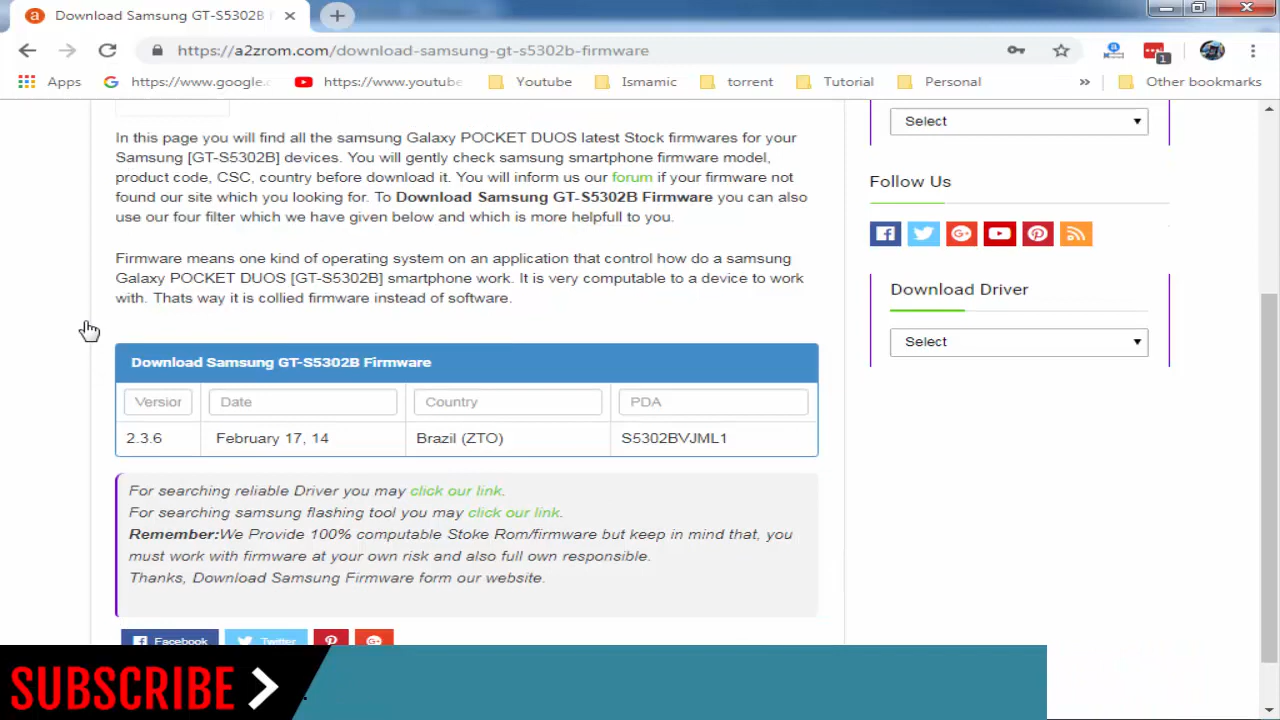 Download Samsung GT-S5302B f
https://a2zrom.com/download-samsung-gt-s5302b-firmware
1
Apps
https://www.google.c
https://www.youtube
Youtube
Ismamic
torrent
Tutorial
Personal
»
Other bookmarks
In this page you will find all the samsung Galaxy POCKET DUOS latest Stock firmwares for your
Samsung [GT-S5302B] devices. You will gently check samsung smartphone firmware model,
product code, CSC, country before download it. You will inform us our forum if your firmware not
found our site which you looking for. To Download Samsung GT-S5302B Firmware you can also
use our four filter which we have given below and which is more helpfull to you.
Firmware means one kind of operating system on an application that control how do a samsung
Galaxy POCKET DUOS [GT-S5302B] smartphone work. It is very computable to a device to work
with. Thats way it is collied firmware instead of software.
Download Samsung GT-S5302B Firmware
Version Date Country PDA
2.3.6 February 17, 14 Brazil (ZTO) S5302BVJML1
For searching reliable Driver you may click our link.
For searching samsung flashing tool you may click our link.
Remember:We Provide 100% computable Stoke Rom/firmware but keep in mind that, you
must work with firmware at your own risk and also full own responsible.
Thanks, Download Samsung Firmware form our website.
Facebook Twitter
Select
Follow Us
Download Driver
Select
SUBSCRIBE